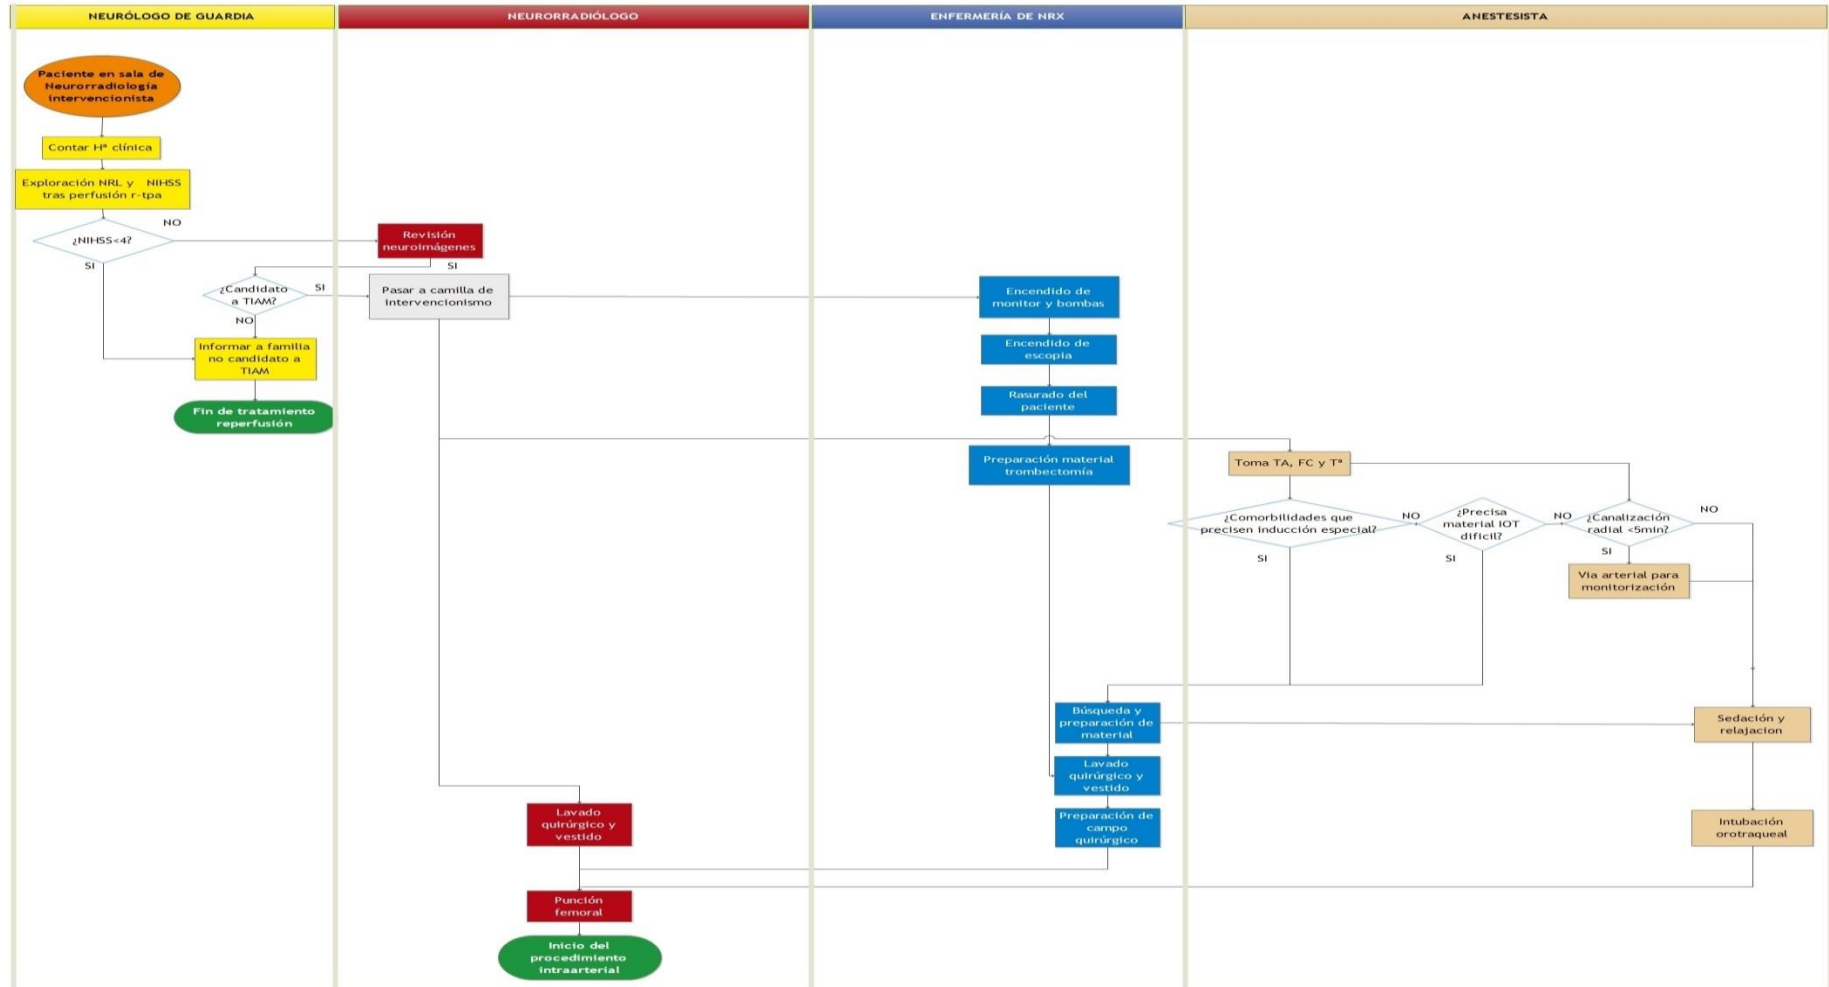 NEURÓLOGO DE GUARDIA
NEURORRADIÓLOGO
ENFERMERÍA DE NRX
ANESTESISTA
Paciente en sala de
Neurorradiología
intervencionista
Contar Hª clínica
Exploración NRL y NIHSS
tras perfusión r-tpa
¿NIHSS<4?
NO
SI
Revisión
neuroimágenes
SI
¿Candidato
a TIAM?
SI
NO
Pasar a camilla de
intervencionismo
Informar a familia
no candidato a
TIAM
Fin de tratamiento
reperfusión
Encendido de
monitor y bombas
Encendido de
escopia
Rasurado del
paciente
Preparación material
trombectomía
Toma TA, FC y Tª
¿Comorbilidades que
precisen inducción especial?
NO
SI
¿Precisa
material IOT
dificil?
NO
SI
¿Canalización
radial <5min?
NO
SI
Via arterial para
monitorización
Búsqueda y
preparación de
material
Sedación y
relajacion
Lavado
quirúrgico y
vestido
Lavado
quirúrgico y
vestido
Preparación de
campo
quirúrgico
Intubación
orotraqueal
Punción
femoral
Inicio del
procedimiento
intraarterial